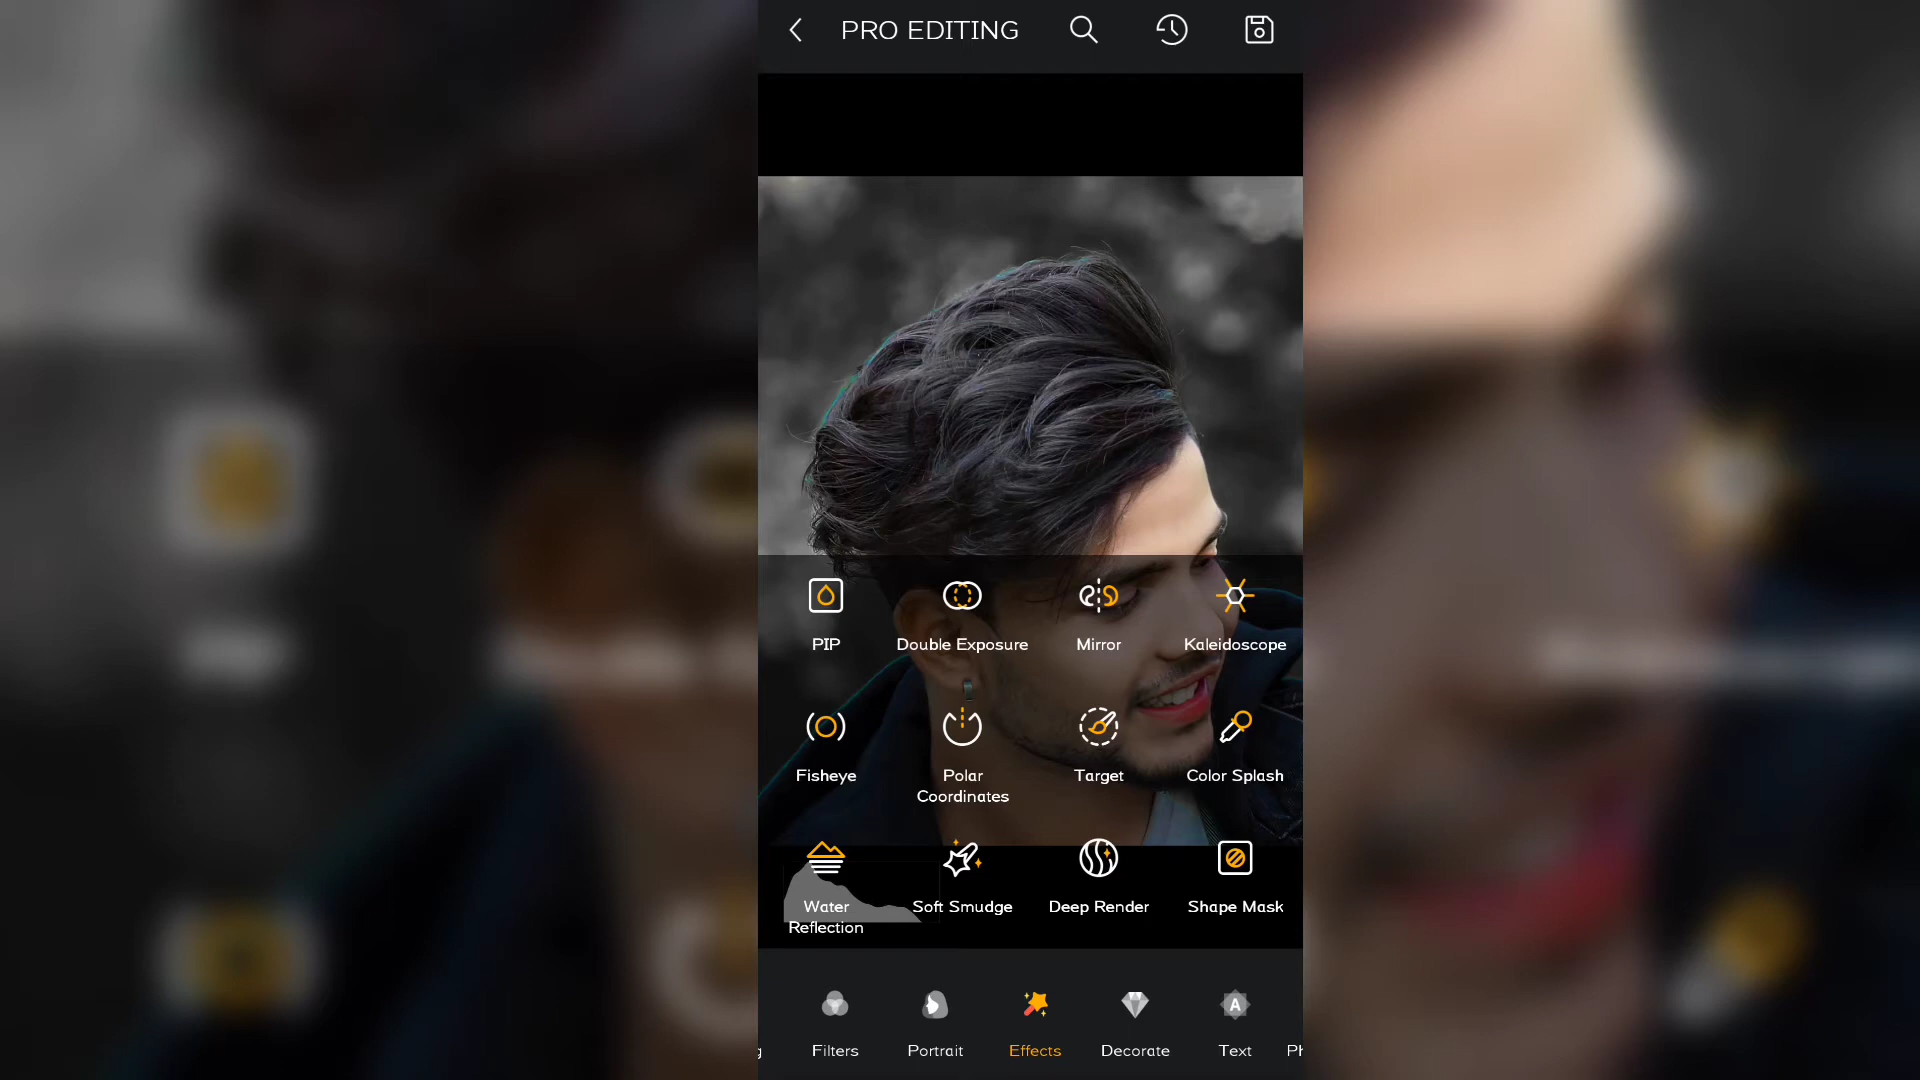 PRO EDITING
PIP
Double Exposure
Mirror
Kaleidoscope
Fisheye
Polar
Coordinates
Target
Color Splash
Water
Reflection
Soft Smudge
Deep Render
Shape Mask
Filters
Portrait
Effects
Decorate
A
Text